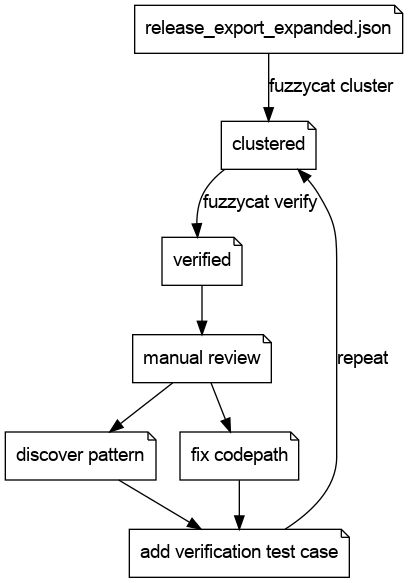 release_export_expanded.json
fuzzycat cluster
clustered
fuzzycat verify
verified
manual review
repeat
discover pattern
fix codepath
add verification test case